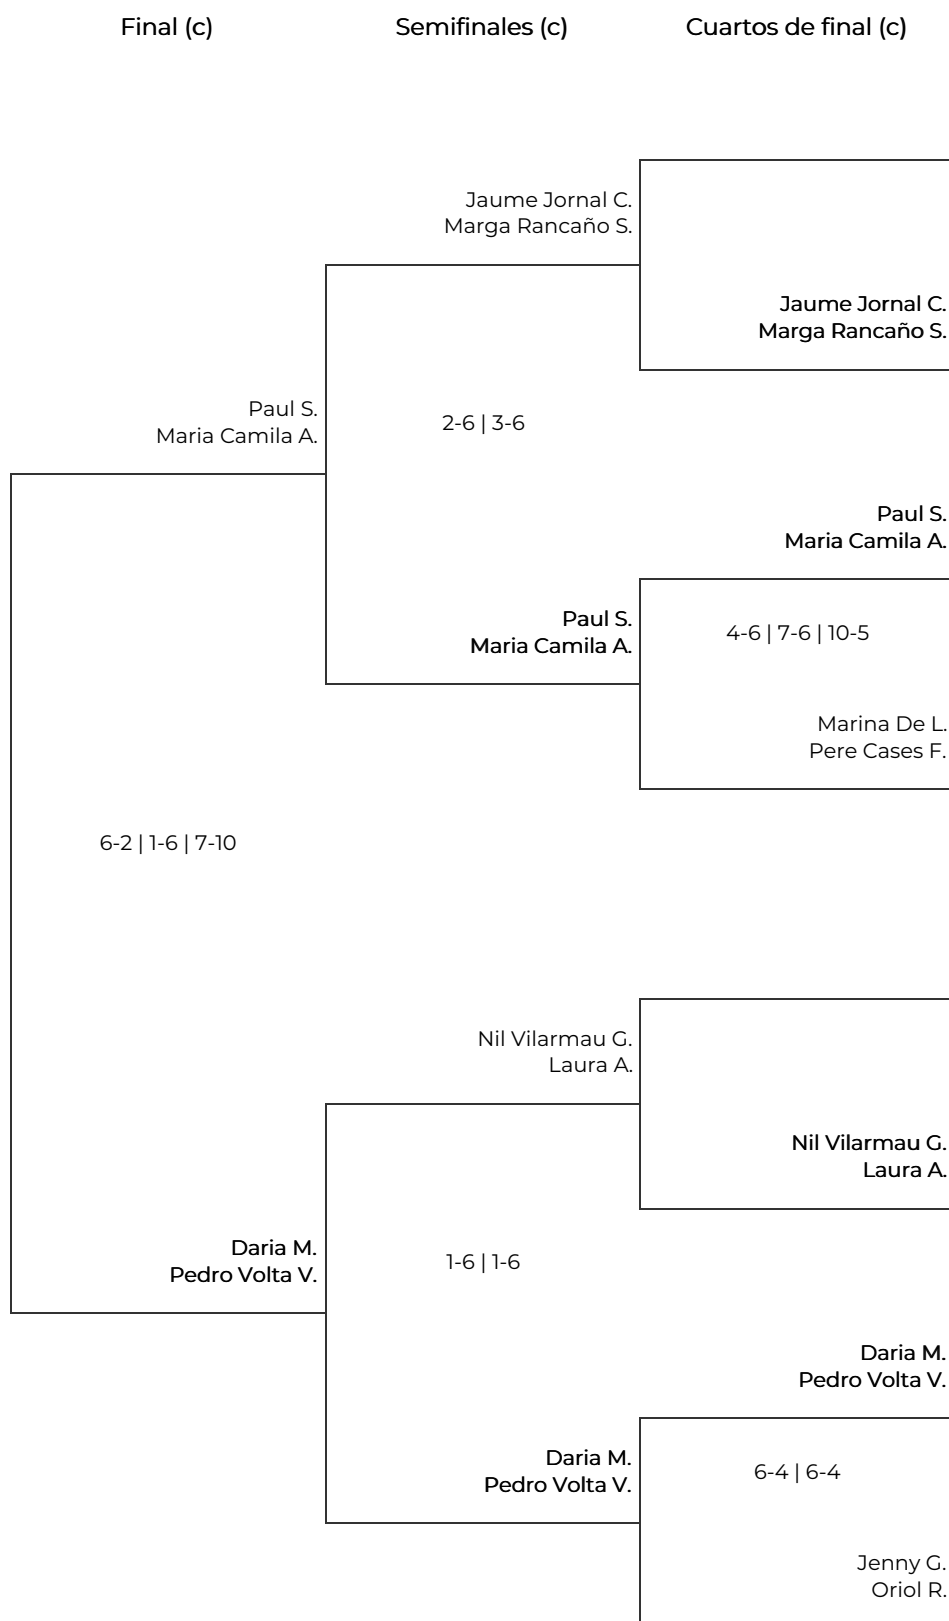 Final (c)
Semifinales (c)
Cuartos de final (c)
Jaume Jornal C.
Marga Rancaño S.
Jaume Jornal C.
Marga Rancaño S.
Paul S.
Maria Camila A.
2-6 | 3-6
Paul S.
Maria Camila A.
Paul S.
Maria Camila A.
4-6 | 7-6 | 10-5
Marina De L.
Pere Cases F.
6-2 | 1-6 | 7-10
Nil Vilarmau G.
Laura A.
Nil Vilarmau G.
Laura A.
Daria M.
Pedro Volta V.
1-6 | 1-6
Daria M.
Pedro Volta V.
Daria M.
Pedro Volta V.
6-4 | 6-4
Jenny G.
Oriol R.